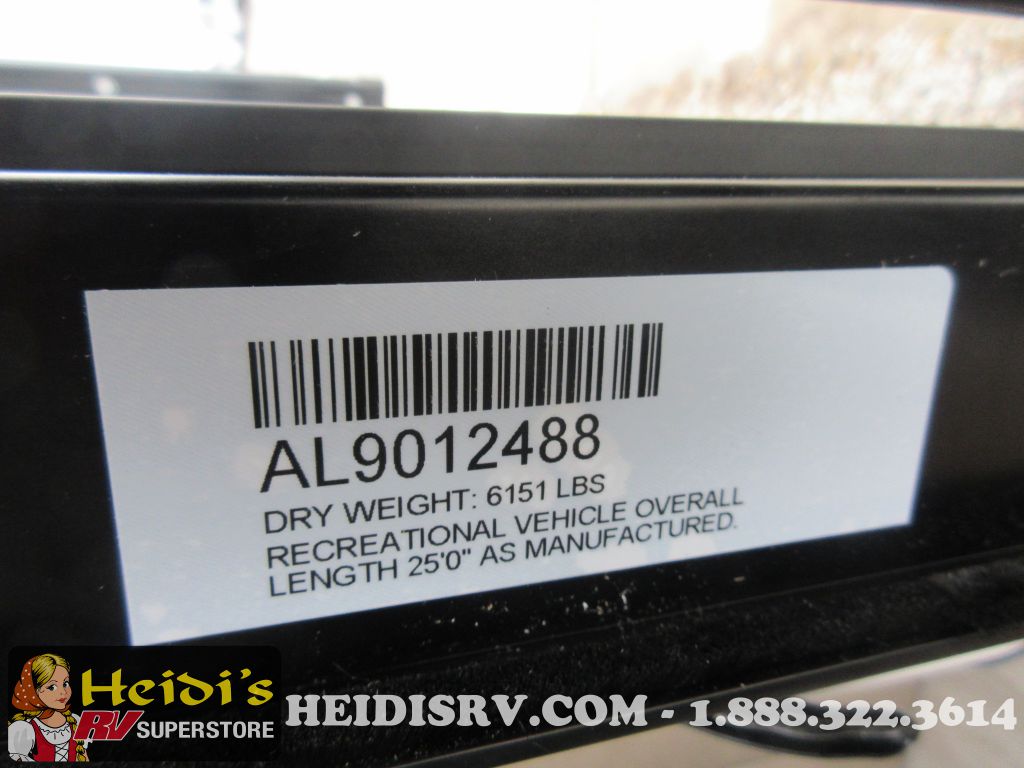 AL9012488
DRY WEIGHT: 6151 LBS
RECREATIONAL VEHICLE OVERALL
LENGTH 25'0" AS MANUFACTURED.
Heidi's
RV SUPERSTORE
HEIDISRV.COM - 1.888.322.3614